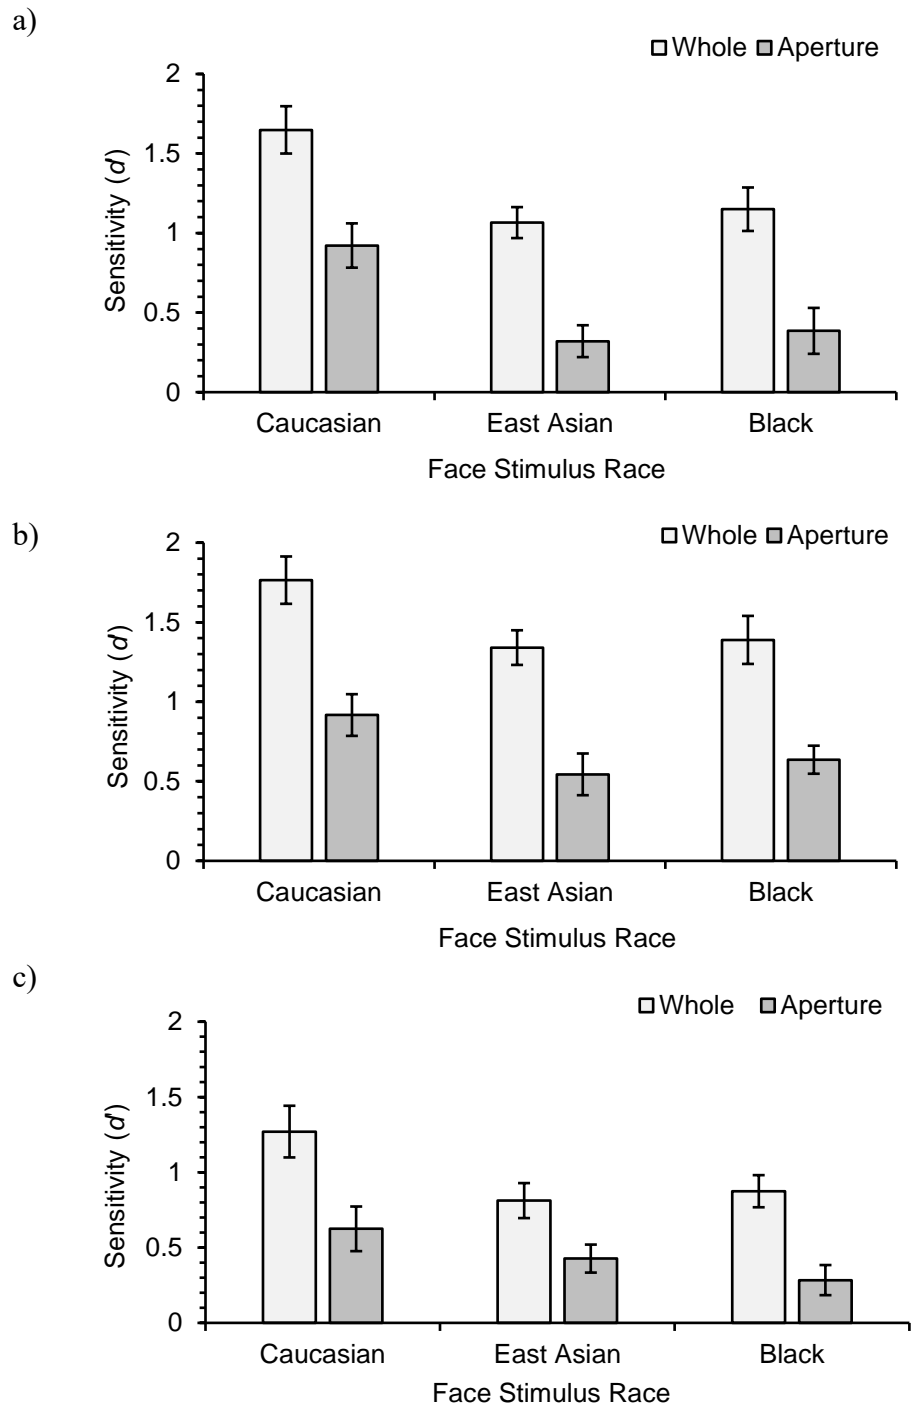 a)
Whole Aperture
2
1.5
1
0.5
0
Sensitivity (d')
Caucasian East Asian Black
Face Stimulus Race
b)
Whole Aperture
2
1.5
1
0.5
0
Sensitivity (d')
Caucasian East Asian Black
Face Stimulus Race
c)
Whole Aperture
2
1.5
1
0.5
0
Sensitivity (d')
Caucasian East Asian Black
Face Stimulus Race